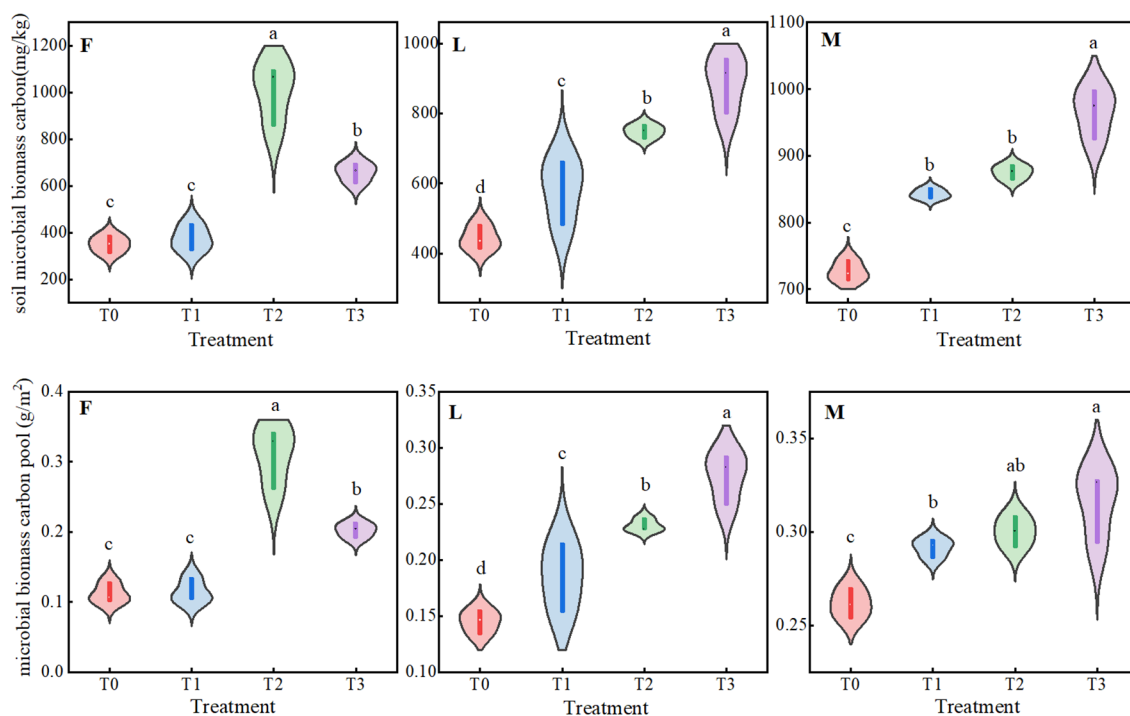 soil microbial biomass carbon(mg/kg)
F
1200
1000
800
600
400
200
a
b
c
c
T0 T1 T2 T3
Treatment
L
1000
800
600
400
a
c
b
d
T0 T1 T2 T3
Treatment
M
1100
1000
900
800
700
a
b
b
c
T0 T1 T2 T3
Treatment
microbial biomass carbon pool (g/m²)
F
0.4
0.3
0.2
0.1
0.0
a
b
c
c
T0 T1 T2 T3
Treatment
L
0.35
0.30
0.25
0.20
0.15
0.10
a
c
b
d
T0 T1 T2 T3
Treatment
M
0.35
0.30
0.25
a
ab
b
c
T0 T1 T2 T3
Treatment